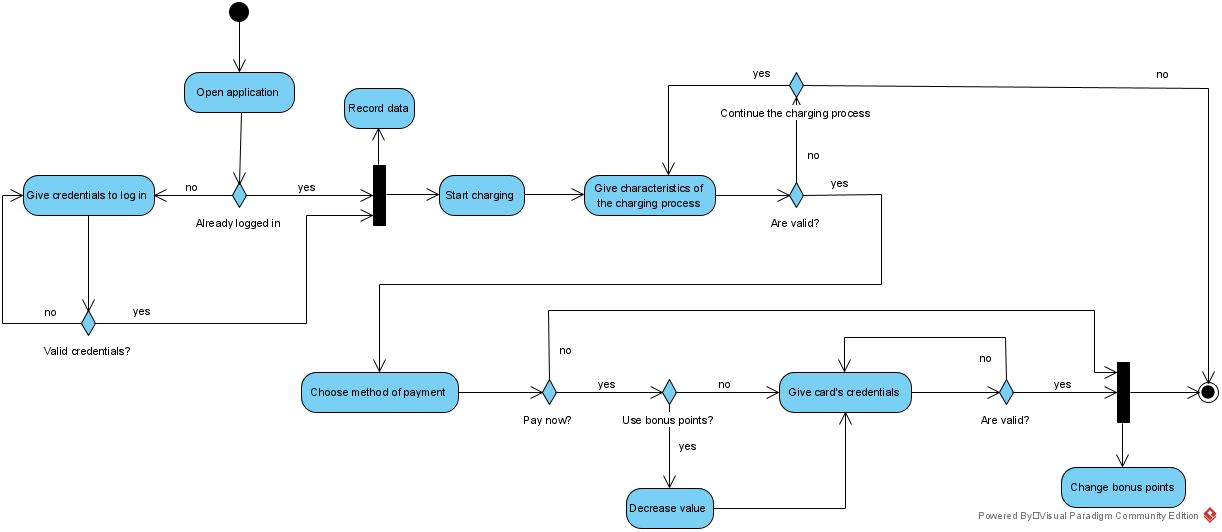 Open application
yes
no
Continue the charging process
Record data
no
yes
Give credentials to log in
no
yes
Start charging
Give characteristics of
the charging process
Already logged in
Are valid?
no
yes
Valid credentials?
no
no
Choose method of payment
yes
no
Give card's credentials
yes
Pay now?
Use bonus points?
Are valid?
yes
Change bonus points
Decrease value
Powered By Visual Paradigm Community Edition